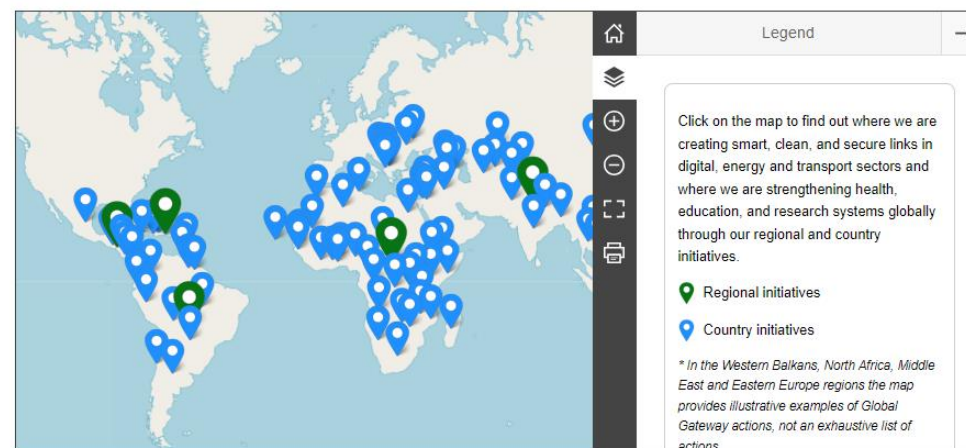 Legend
Click on the map to find out where we are
creating smart, clean, and secure links in
digital, energy and transport sectors and
where we are strengthening health,
education, and research systems globally
through our regional and country
initiatives.
Regional initiatives
Country initiatives
* In the Western Balkans, North Africa, Middle
East and Eastern Europe regions the map
provides illustrative examples of Global
Gateway actions, not an exhaustive list of
actions